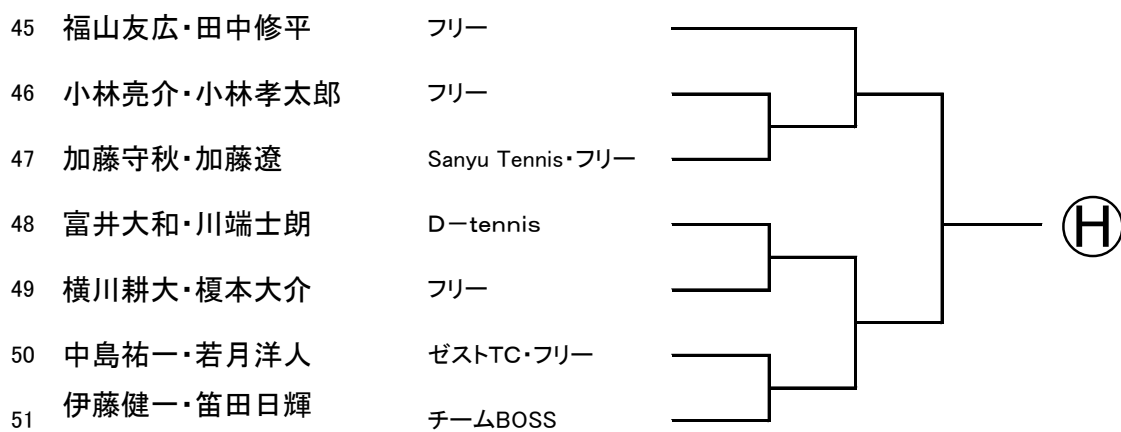 45 福山友広・田中修平 フリー
46 小林亮介・小林孝太郎 フリー
47 加藤守秋・加藤遼 Sanyu Tennis・フリー
48 富井大和・川端士朗 D－tennis
Ⓗ
49 横川耕大・榎本大介 フリー
50 中島祐一・若月洋人 ゼストTC・フリー
51 伊藤健一・笛田日輝 チームBOSS